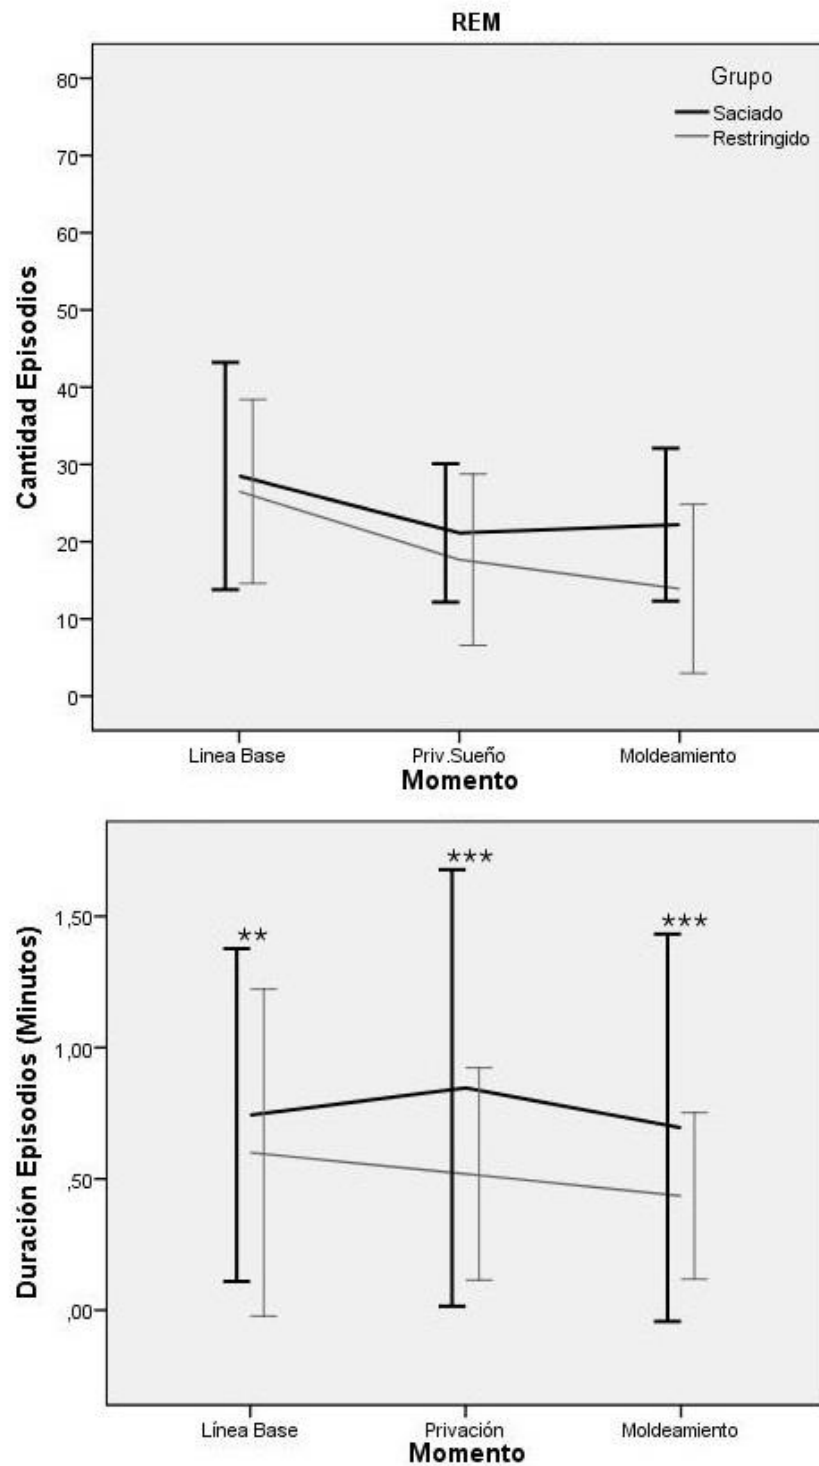 REM
Grupo
Saciado
Restringido
Cantidad Episodios
80
70
60
50
40
30
20
10
0
Linea Base Priv.Sueño Moldeamiento
Momento
Duración Episodios (Minutos)
1,50
1,00
,50
,00
** *** ***
Línea Base Privación Moldeamiento
Momento